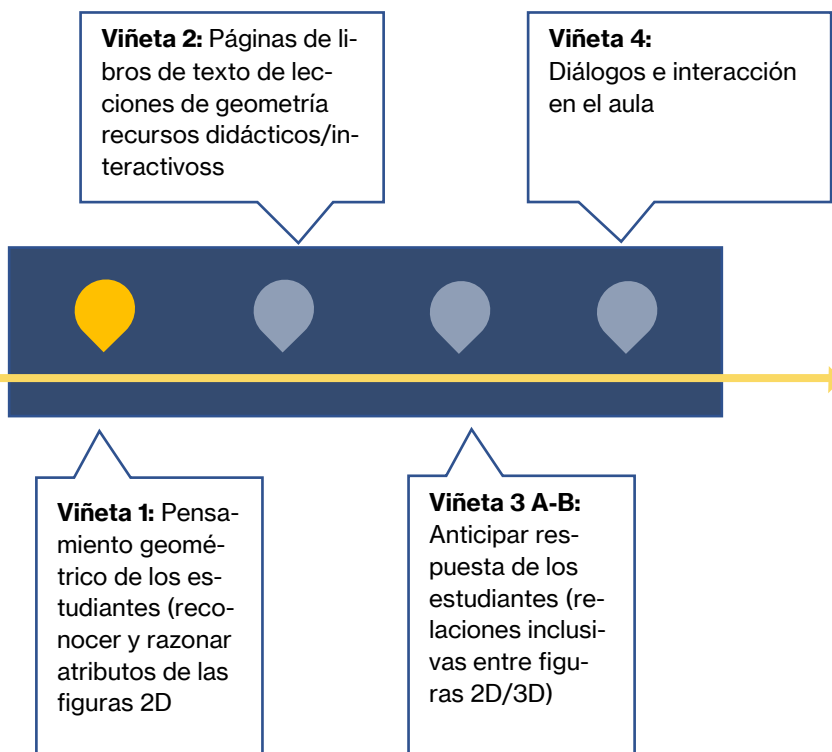 Viñeta 2: Páginas de li-
bros de texto de lec-
ciones de geometría
recursos didácticos/in-
teractivoss
Viñeta 4:
Diálogos e interacción
en el aula
Viñeta 1: Pensa-
miento geomé-
trico de los es-
tudiantes (reco-
nocer y razonar
atributos de las
figuras 2D
Viñeta 3 A-B:
Anticipar res-
puesta de los
estudiantes (re-
laciones inclusi-
vas entre figu-
ras 2D/3D)